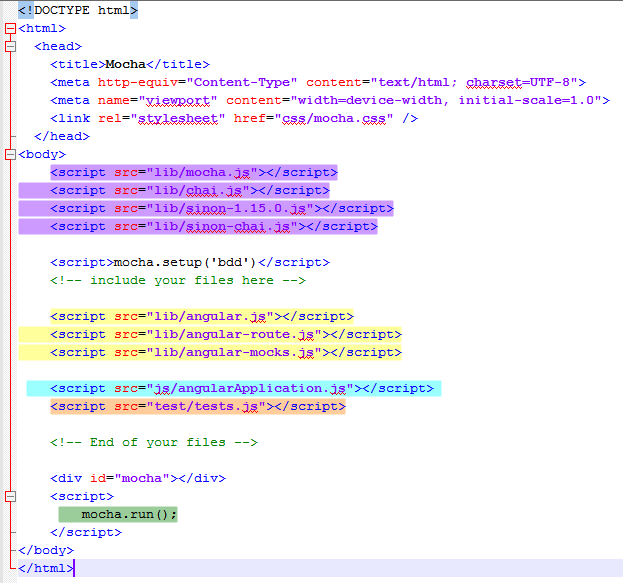 <!DOCTYPE html>
<html>
<head>
<title>Mocha</title>
<meta http-equiv="Content-Type" content="text/html; charset=UTF-8">
<meta name="viewport" content="width=device-width, initial-scale=1.0">
<link rel="stylesheet" href="css/mocha.css" />
</head>
<body>
<script src="lib/mocha.js"></script>
<script src="lib/chai.js"></script>
<script src="lib/sinon-1.15.0.js"></script>
<script src="lib/sinon-chai.js"></script>
<script>mocha.setup('bdd')</script>
<!-- include your files here -->
<script src="lib/angular.js"></script>
<script src="lib/angular-route.js"></script>
<script src="lib/angular-mocks.js"></script>
<script src="js/angularApplication.js"></script>
<script src="test/tests.js"></script>
<!-- End of your files -->
<div id="mocha"></div>
<script>
mocha.run();
</script>
</body>
</html>